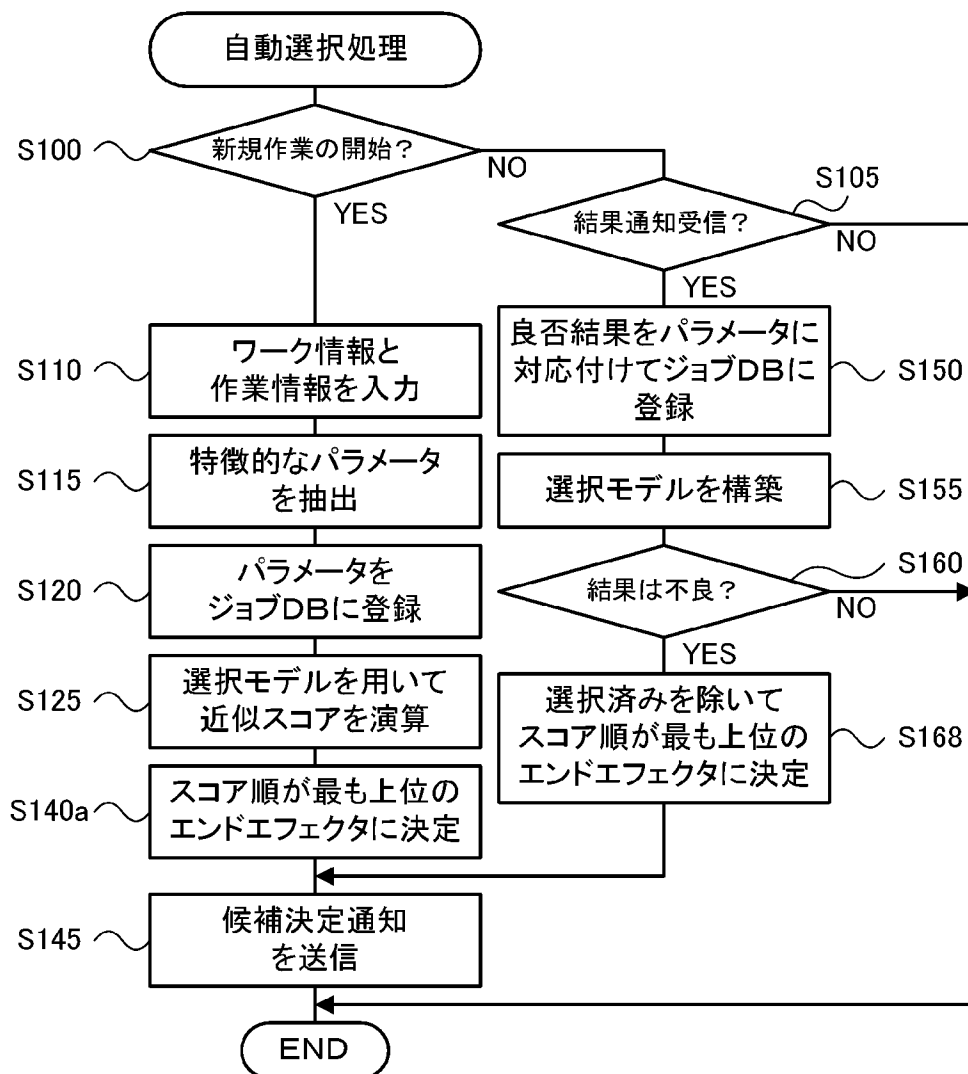 自動選択処理
S100
新規作業の開始?
NO
YES
S105
結果通知受信?
NO
YES
S110
ワーク情報と
作業情報を入力
良否結果をパラメータに
対応付けてジョブDBに
登録
S150
S115
特徴的なパラメータ
を抽出
選択モデルを構築
S155
S120
パラメータを
ジョブDBに登録
S160
結果は不良?
NO
YES
S125
選択モデルを用いて
近似スコアを演算
選択済みを除いて
スコア順が最も上位の
エンドエフェクタに決定
S168
S140a
スコア順が最も上位の
エンドエフェクタに決定
S145
候補決定通知
を送信
END